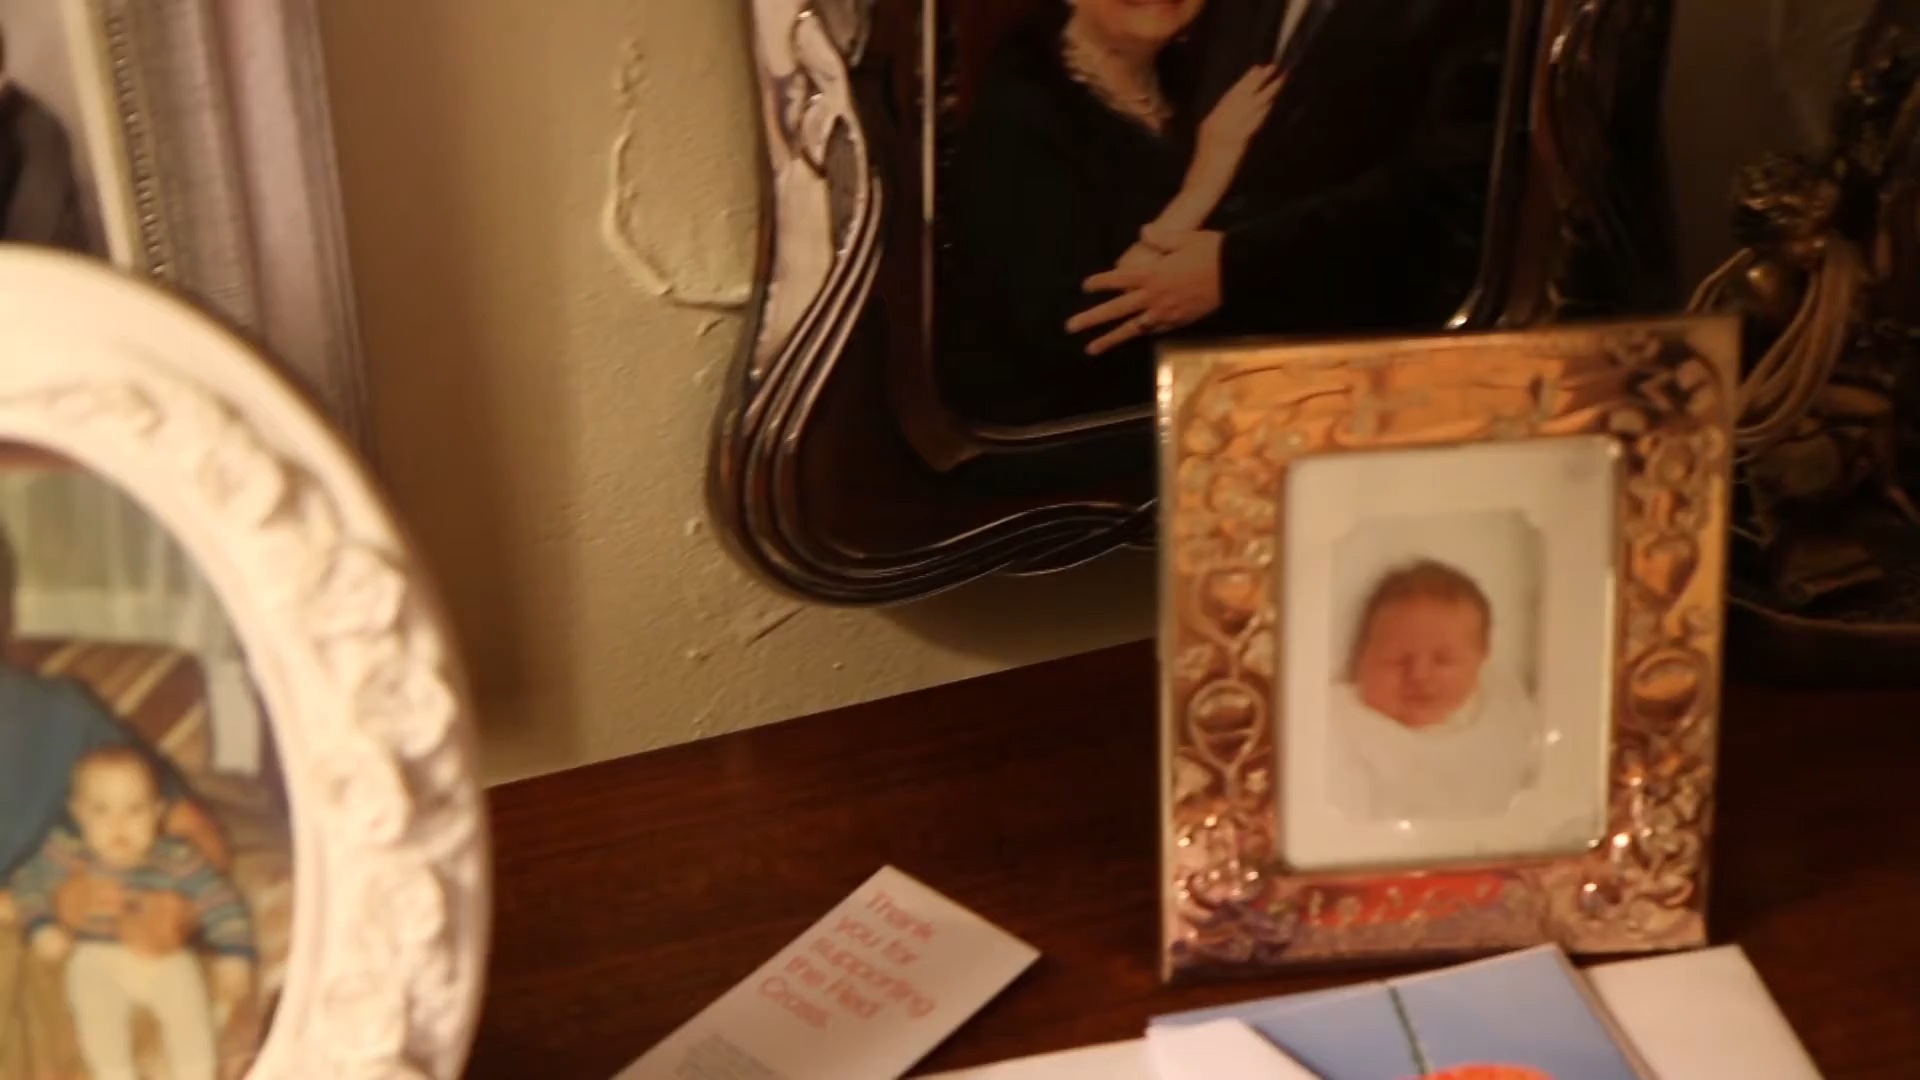 Thank
you for
supporting
the Red
Cross.